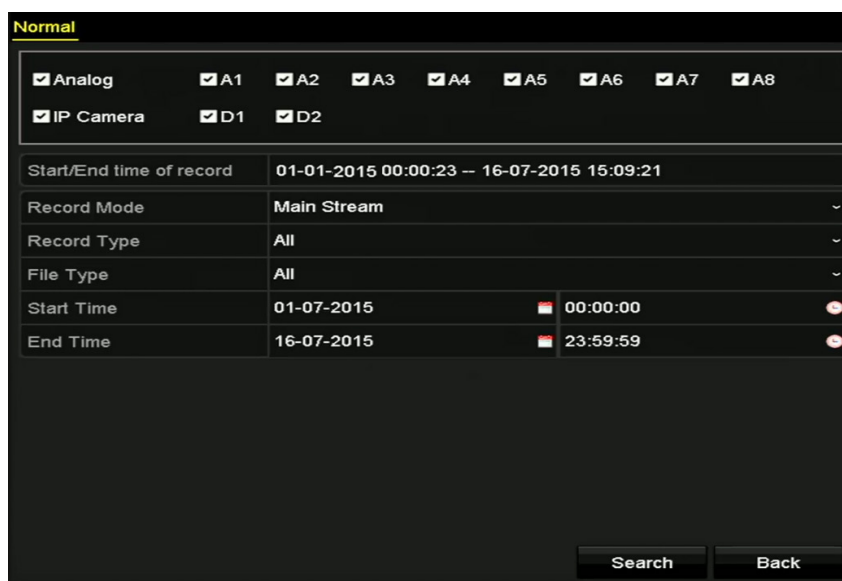 Normal
Analog A1 A2 A3 A4 A5 A6 A7 A8
IP Camera D1 D2
Start/End time of record 01-01-2015 00:00:23 -- 16-07-2015 15:09:21
Record Mode Main Stream
Record Type All
File Type All
Start Time 01-07-2015 00:00:00
End Time 16-07-2015 23:59:59
Search Back